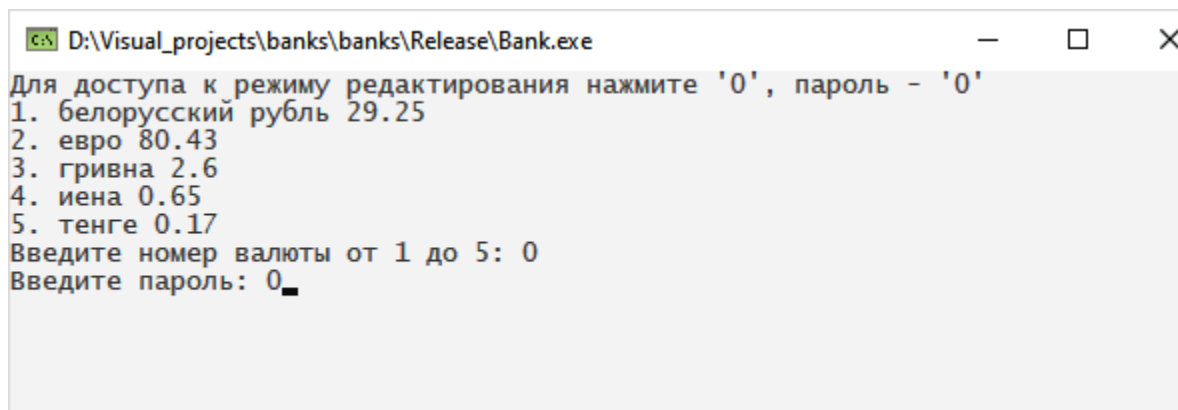 D:\Visual_projects\banks\banks\Release\Bank.exe
Для доступа к режиму редактирования нажмите '0', пароль - '0'
1. белорусский рубль 29.25
2. евро 80.43
3. гривна 2.6
4. иена 0.65
5. тенге 0.17
Введите номер валюты от 1 до 5: 0
Введите пароль: 0